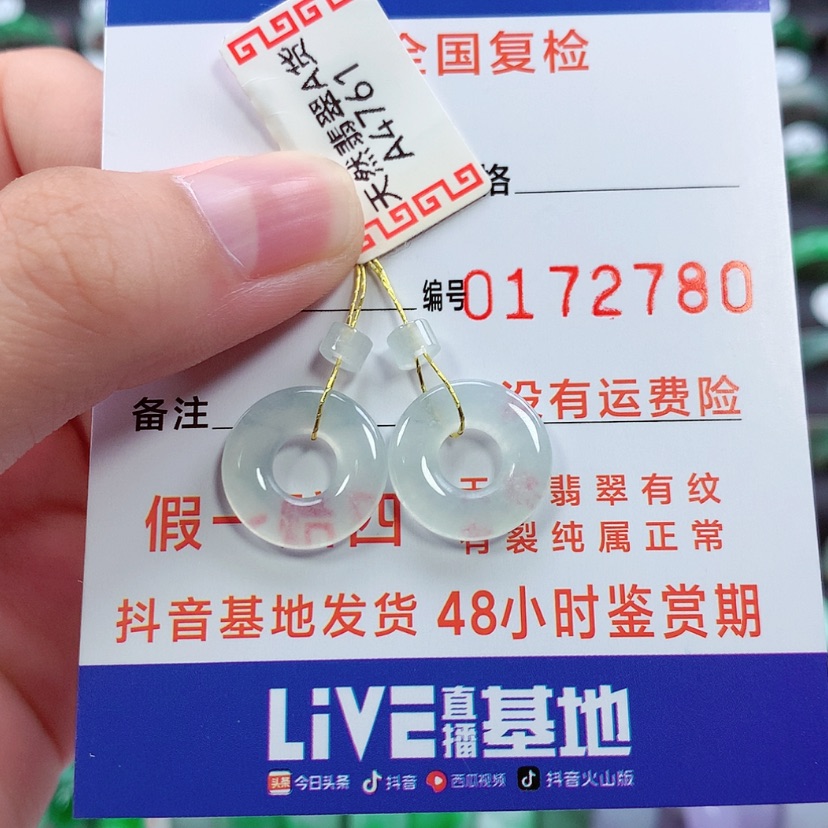 天然翡翠A货
A4761
全国复检
格
编号0172780
没有运费险
备注
假一赔四
翡翠有纹
有裂纯属正常
抖音基地发货 48小时鉴赏期
LiVE直播基地
头条 今日头条 抖音 西瓜视频 抖音火山版